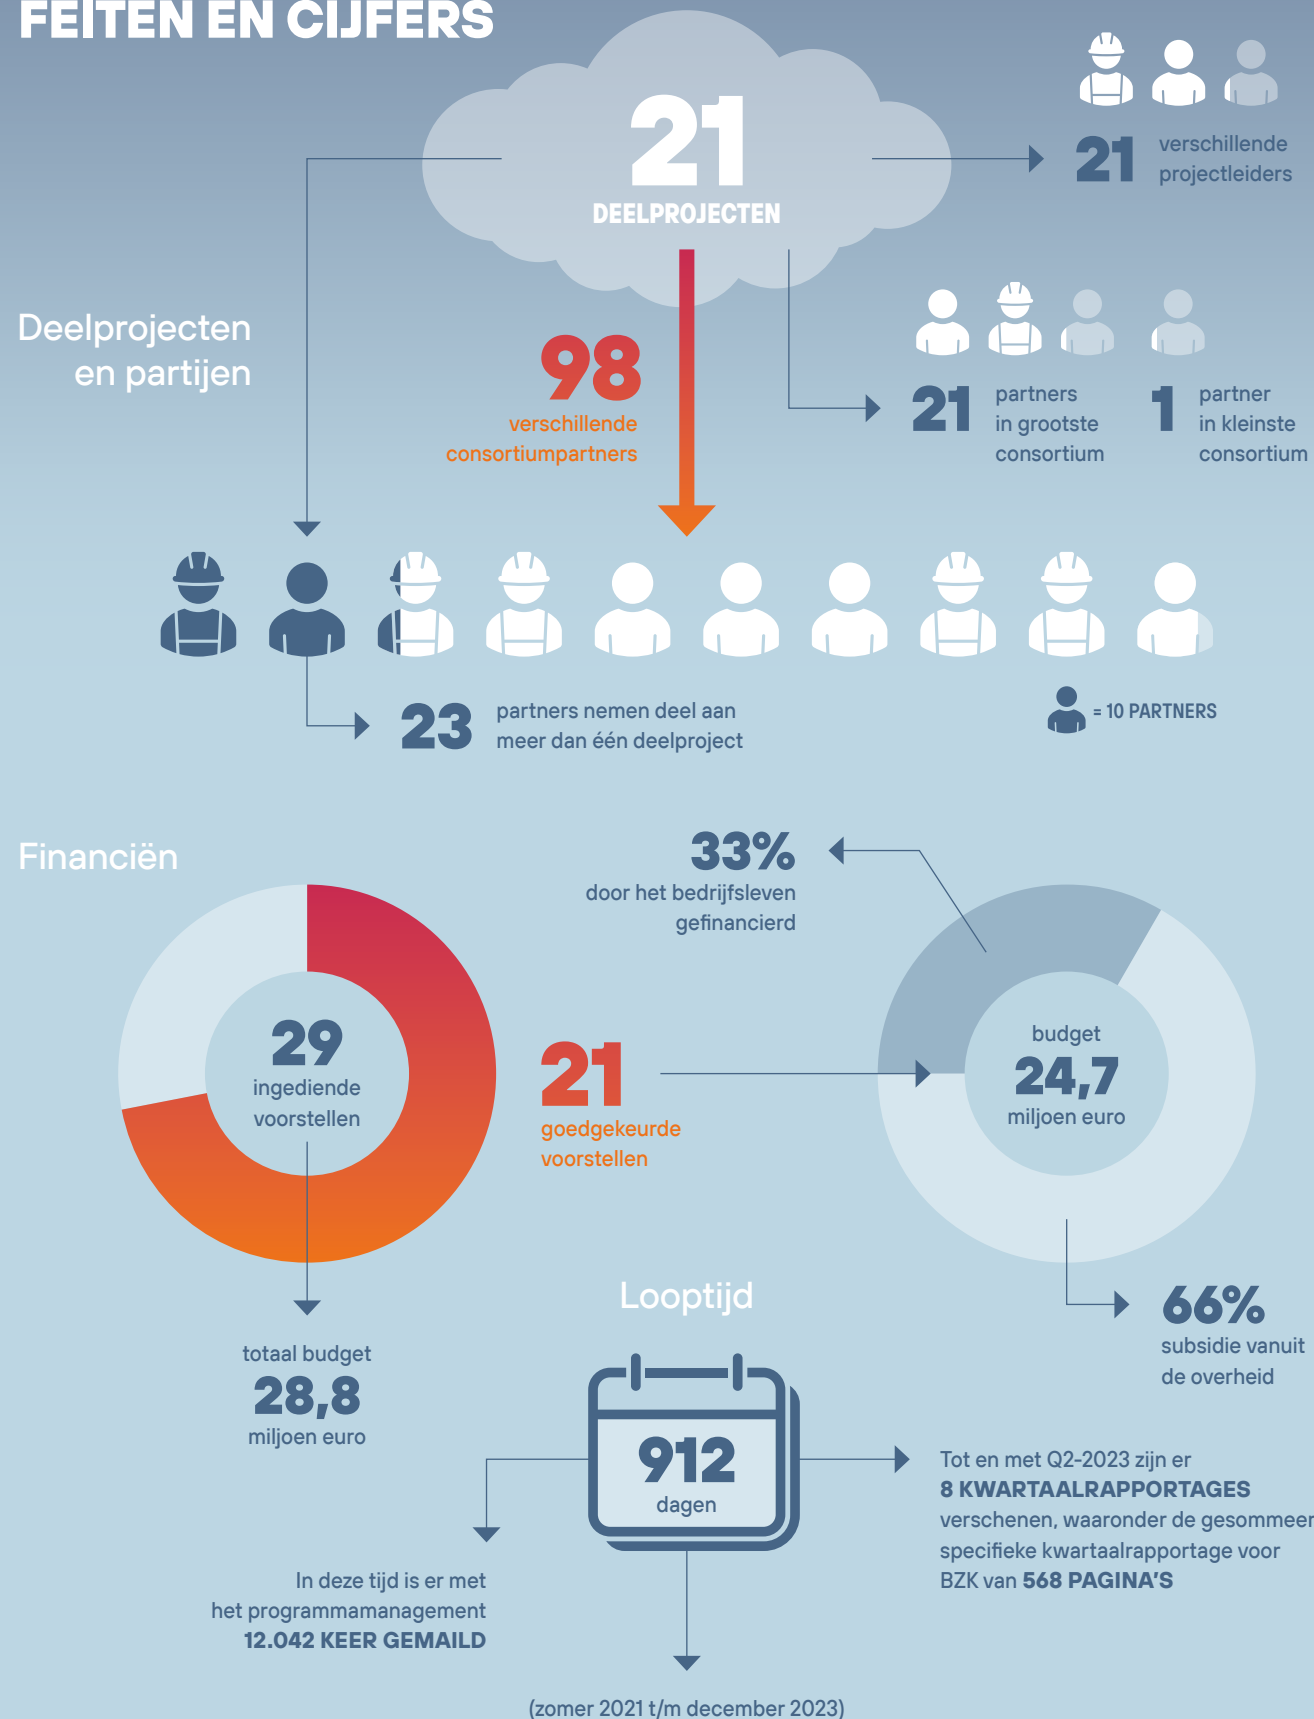 FEITEN EN CIJFERS
21
DEELPROJECTEN
21
verschillende
projectleiders
Deelprojecten
en partijen
98
verschillende
consortiumpartners
21
partners
in grootste
consortium
1
partner
in kleinste
consortium
23
partners nemen deel aan
meer dan één deelproject
= 10 PARTNERS
Financiën
33%
door het bedrijfsleven
gefinancierd
29
ingediende
voorstellen
21
goedgekeurde
voorstellen
budget
24,7
miljoen euro
66%
subsidie vanuit
de overheid
totaal budget
28,8
miljoen euro
Looptijd
912
dagen
Tot en met Q2-2023 zijn er
8 KWARTAALRAPPORTAGES
verschenen, waaronder de gesommeer
specifieke kwartaalrapportage voor
BZK van 568 PAGINA'S
In deze tijd is er met
het programmamanagement
12.042 KEER GEMAILD
(zomer 2021 t/m december 2023)